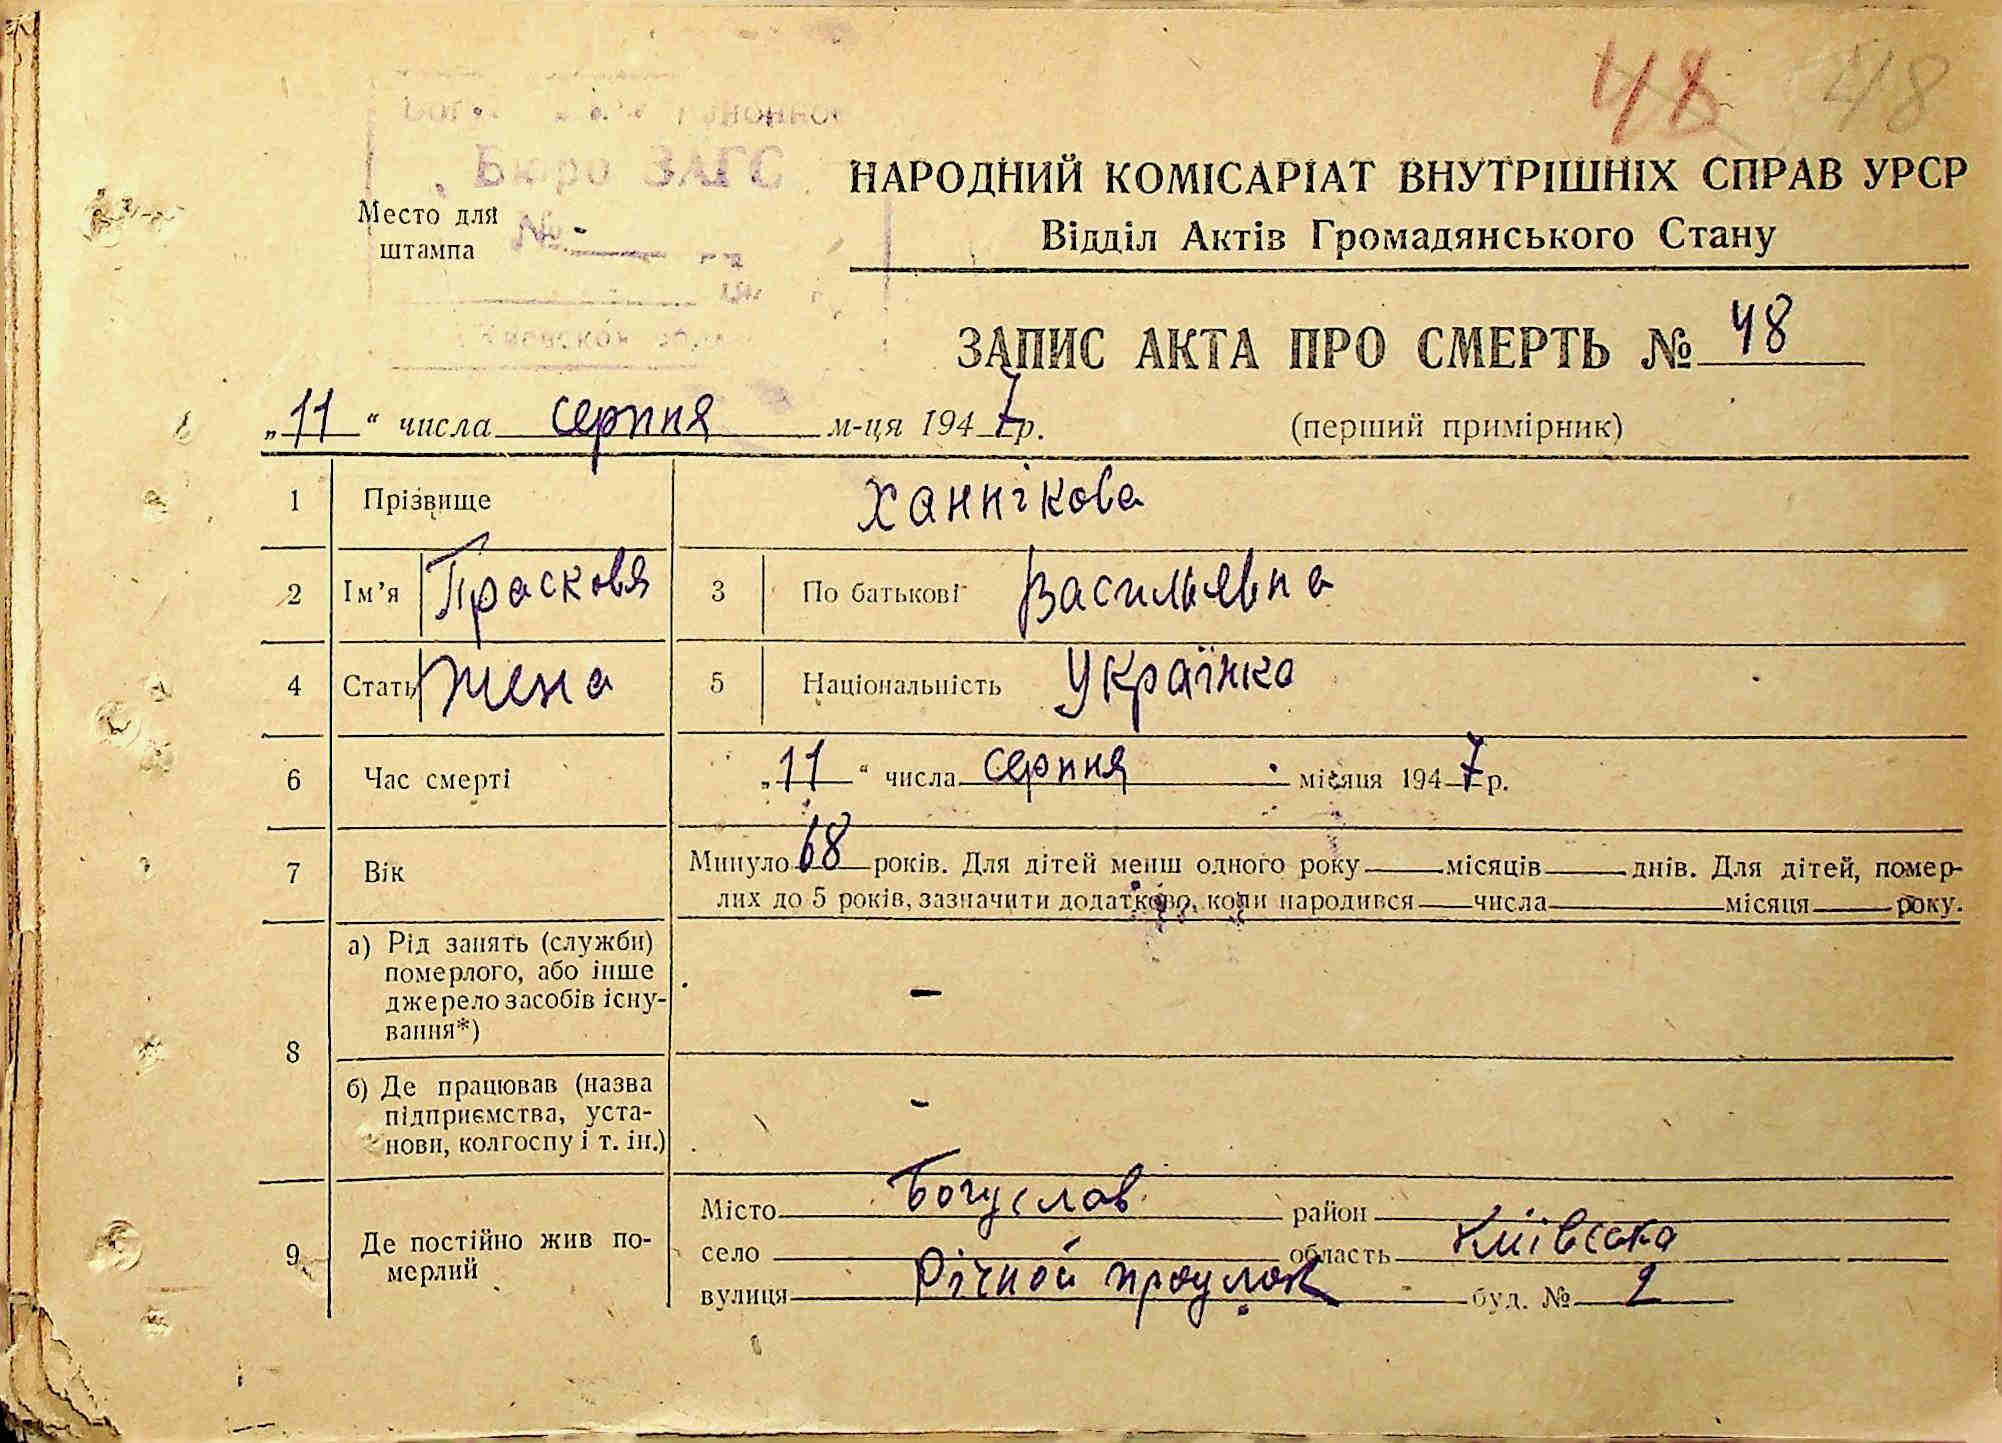 48 48
Бюро ЗАГС
№
Место для
штампа
НАРОДНИЙ КОМІСАРІАТ ВНУТРІШНІХ СПРАВ УРСР
Відділ Актів Громадянського Стану
ЗАПИС АКТА ПРО СМЕРТЬ № 48
„11“ числа серпня м-ця 1947 р. (перший примірник)
1 Прізвище Ханнікова
2 Ім’я Прасковя 3 По батькові Васильявна
4 Стать жена 5 Національність Українка
6 Час смерті „11“ числа серпня місяця 1947 р.
7 Вік Минуло 68 років. Для дітей менш одного року місяців днів. Для дітей, помер-
лих до 5 років, зазначити додатково, коли народився числа місяця року.
8 а) Рід занять (служби)
померлого, або інше
джерело засобів існу-
вання*) –
б) Де працював (назва
підприємства, уста-
нови, колгоспу і т. ін.) –
9 Де постійно жив по-
мерлий
Місто Богуслав район
село область Київська
вулиця Річной проулок буд. № 2